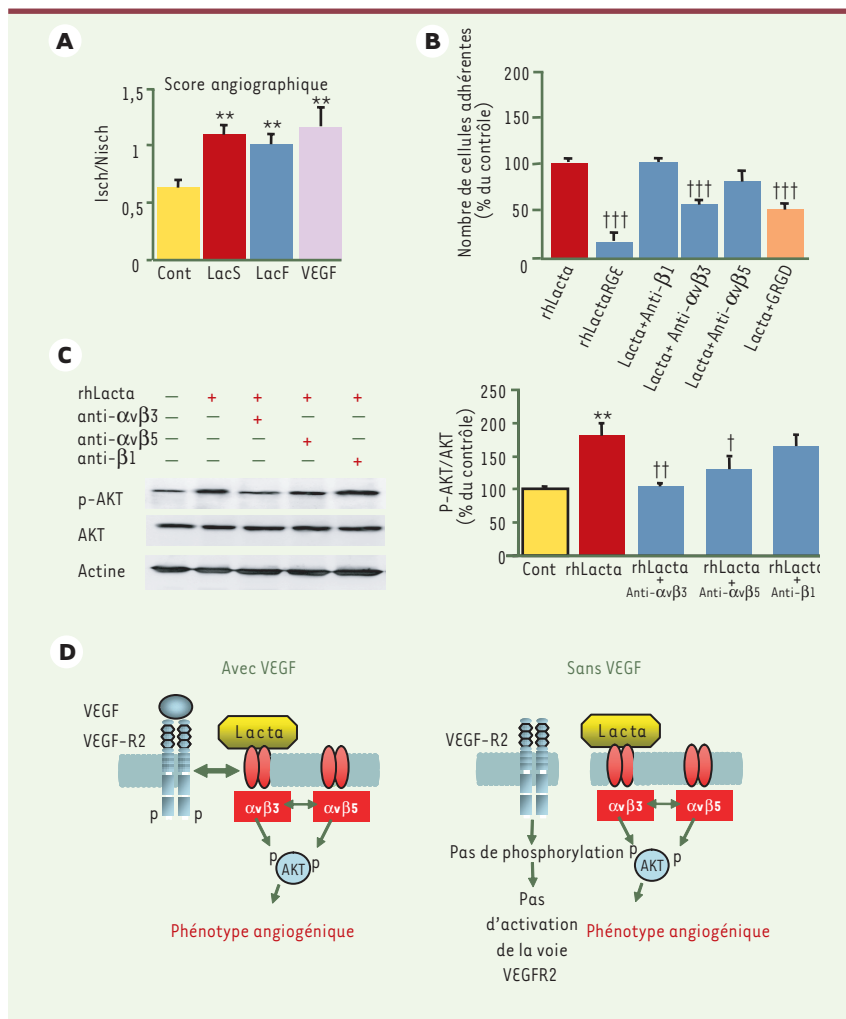 A
Score angiographique
Isch/Nisch
1,5
1
0,5
0
**
**
**
Cont LacS LacF VEGF
B
Nombre de cellules adhérentes
(% du contrôle)
200
150
100
50
0
†††
†††
†††
rhLacta
rhLactaRGE
Lacta+Anti-β1
Lacta+ Anti-αvβ3
Lacta+Anti-αvβ5
Lacta+GRGD
C
rhLacta – + + + +
anti-αvβ3 – – + – –
anti-αvβ5 – – – + –
anti-β1 – – – – +
p-AKT
AKT
Actine
P-AKT/AKT
(% du contrôle)
250
200
150
100
50
0
**
††
†
Cont
rhLacta
rhLacta
+
Anti-αvβ3
rhLacta
+
Anti-αvβ5
rhLact
+
Anti-β1
D
Avec VEGF
VEGF
VEGF-R2
Lacta
p p
αvβ3 αvβ5
p p
AKT
Phénotype angiogénique
Sans VEGF
VEGF-R2
Lacta
αvβ3 αvβ5
Pas de phosphorylation
p p
AKT
Pas
d'activation
de la voie
VEGFR2
Phénotype angiogénique